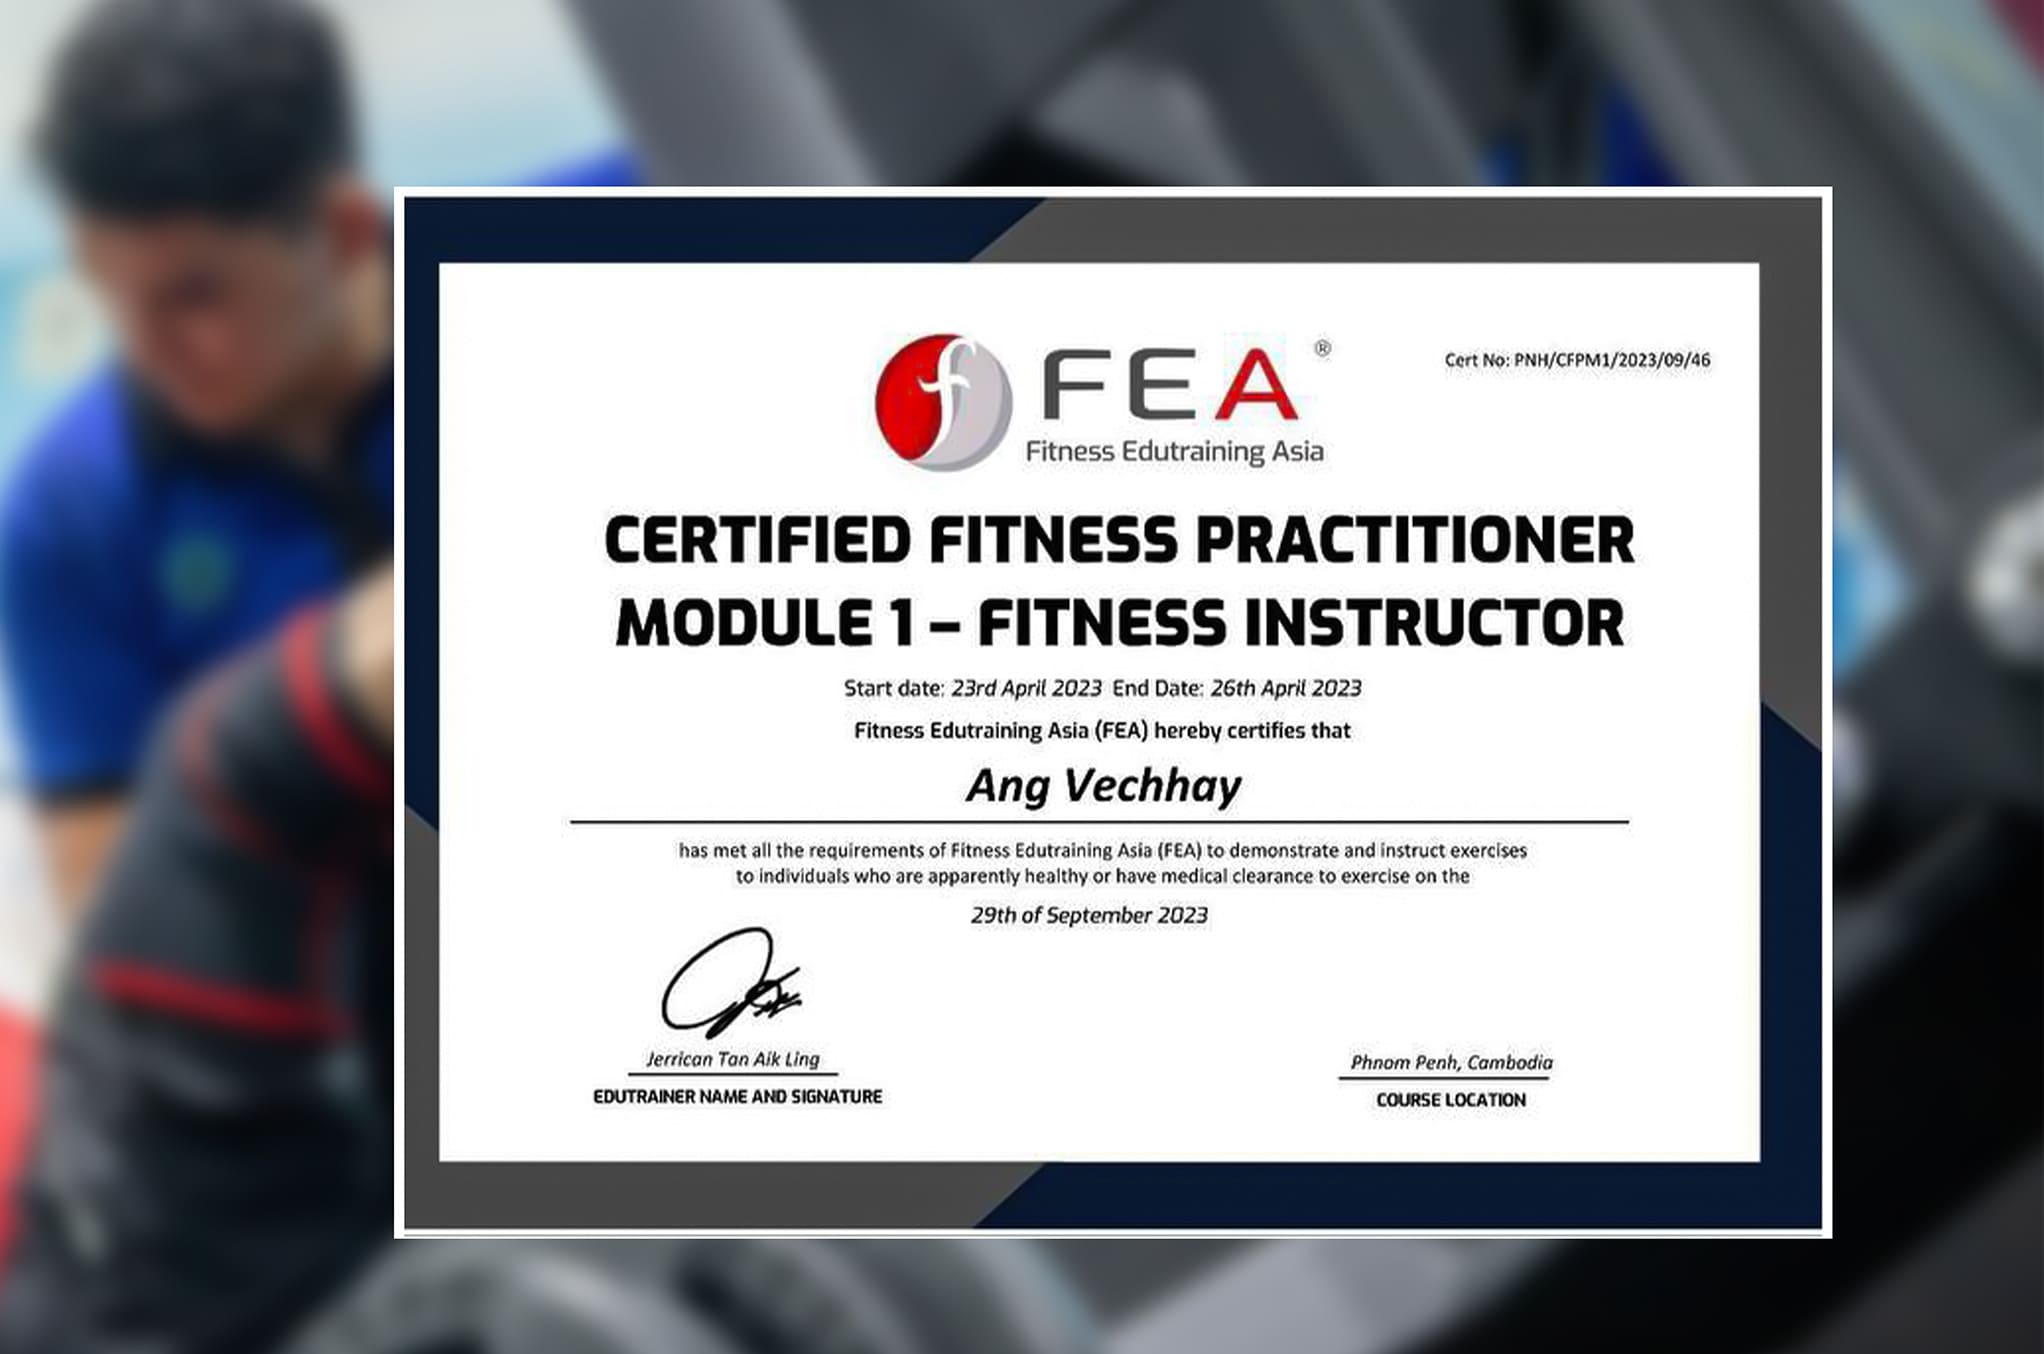 FEA ®
Fitness Edutraining Asia
Cert No: PNH/CFPM1/2023/09/46
CERTIFIED FITNESS PRACTITIONER
MODULE 1 – FITNESS INSTRUCTOR
Start date: 23rd April 2023 End Date: 26th April 2023
Fitness Edutraining Asia (FEA) hereby certifies that
Ang Vechhay
has met all the requirements of Fitness Edutraining Asia (FEA) to demonstrate and instruct exercises
to individuals who are apparently healthy or have medical clearance to exercise on the
29th of September 2023
Jerrican Tan Aik Ling
EDUTRAINER NAME AND SIGNATURE
Phnom Penh, Cambodia
COURSE LOCATION